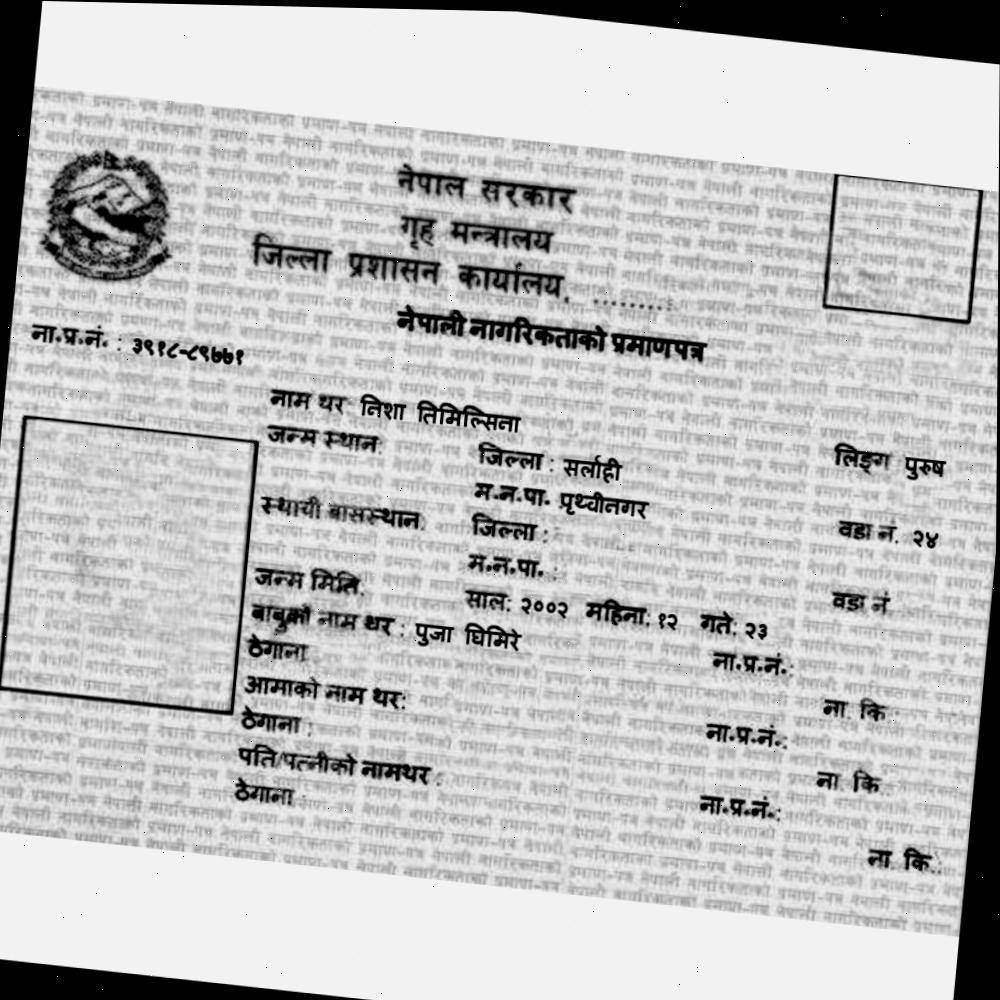 नेपाल सरकार
गृह मन्त्रालय
जिल्ला प्रशासन कार्यालय, .........
नेपाली नागरिकताको प्रमाणपत्र
ना.प्र.नं. : ३९१८-८९७७१
नाम थर: निशा तिमिल्सिना
लिङ्ग पुरुष
जन्म स्थान: जिल्ला : सर्लाही
म.न.पा. पृथ्वीनगर वडा नं. २४
स्थायी बासस्थान: जिल्ला :
म.न.पा. : वडा नं
जन्म मिति: साल: २००२ महिना: १२ गते: २३
बाबुको नाम थर : पुजा घिमिरे ना.प्र.नं.:
ठेगाना ना. कि.:
आमाको नाम थर: ना.प्र.नं.:
ठेगाना : ना. कि.:
पति/पत्नीको नामथर : ना.प्र.नं.:
ठेगाना : ना. कि.: